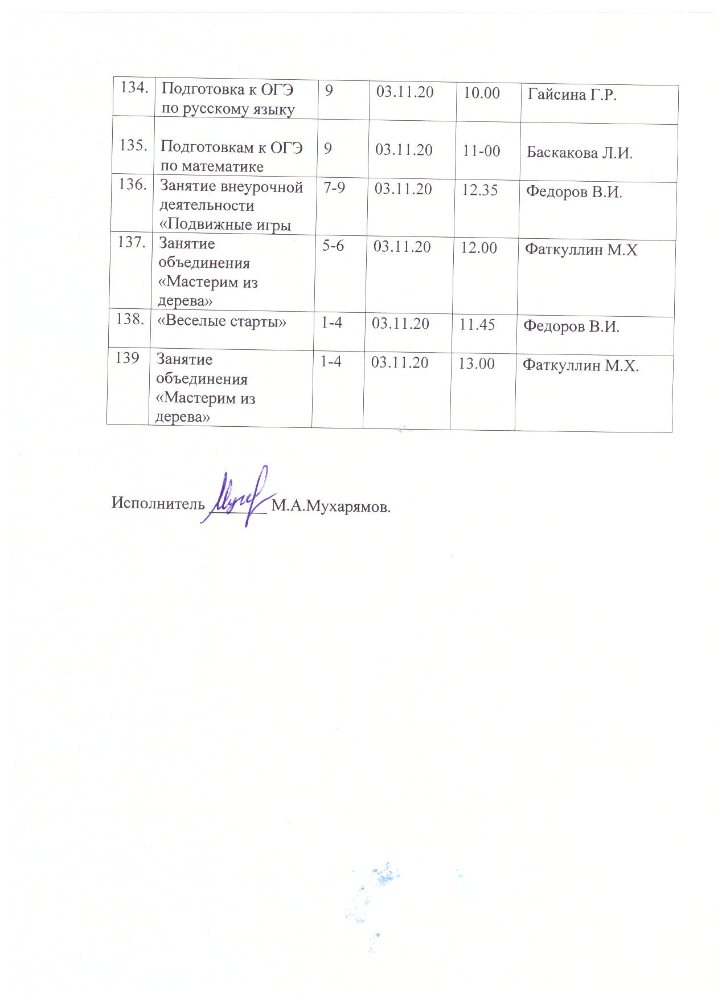 134. Подготовка к ОГЭ 9 03.11.20 10.00 Гайсина Г.Р.
по русскому языку
135. Подготовкам к ОГЭ 9 03.11.20 11-00 Баскакова Л.И.
по математике
136. Занятие внеурочной 7-9 03.11.20 12.35 Федоров В.И.
деятельности
«Подвижные игры
137. Занятие 5-6 03.11.20 12.00 Фаткуллин М.Х
объединения
«Мастерим из
дерева»
138. «Веселые старты» 1-4 03.11.20 11.45 Федоров В.И.
139 Занятие 1-4 03.11.20 13.00 Фаткуллин М.Х.
объединения
«Мастерим из
дерева»
Исполнитель М.А.Мухарямов.